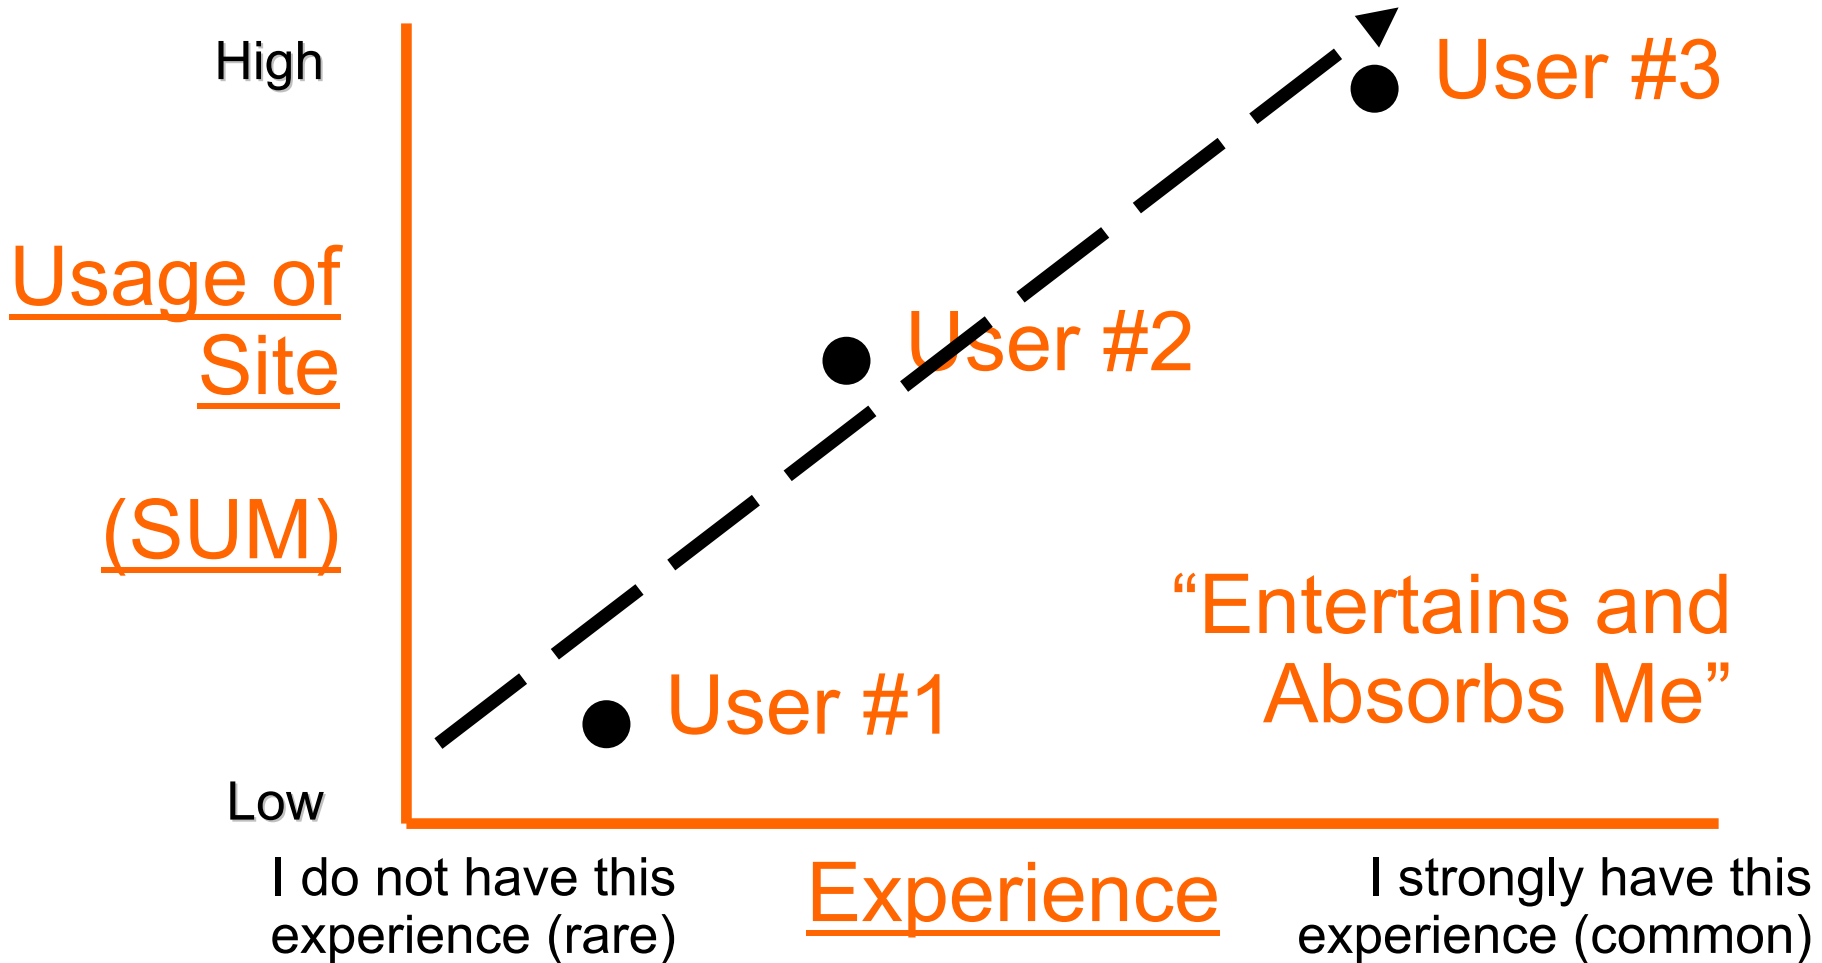 High
User #3
Usage of
Site
(SUM)
User #2
“Entertains and
Absorbs Me”
User #1
Low
I do not have this
experience (rare)
Experience
I strongly have this
experience (common)